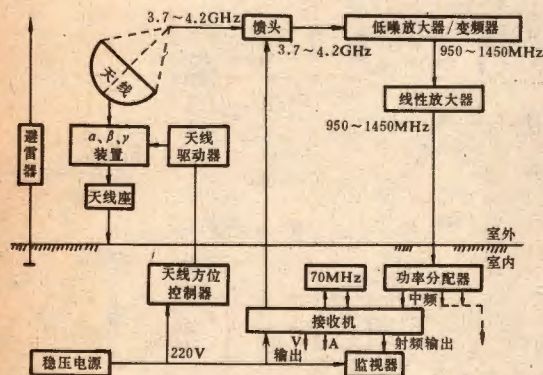 3.7～4.2GHz
馈头
低噪放大器/变频器
3.7～4.2GHz
950～1450MHz
天线
线性放大器
950～1450MHz
避雷器
α、β、γ
装置
天线
驱动器
天线座
室外
室内
天线方位
控制器
70MHz
功率分配器
中频
接收机
220V
输出
V
A
射频输出
稳压电源
监视器